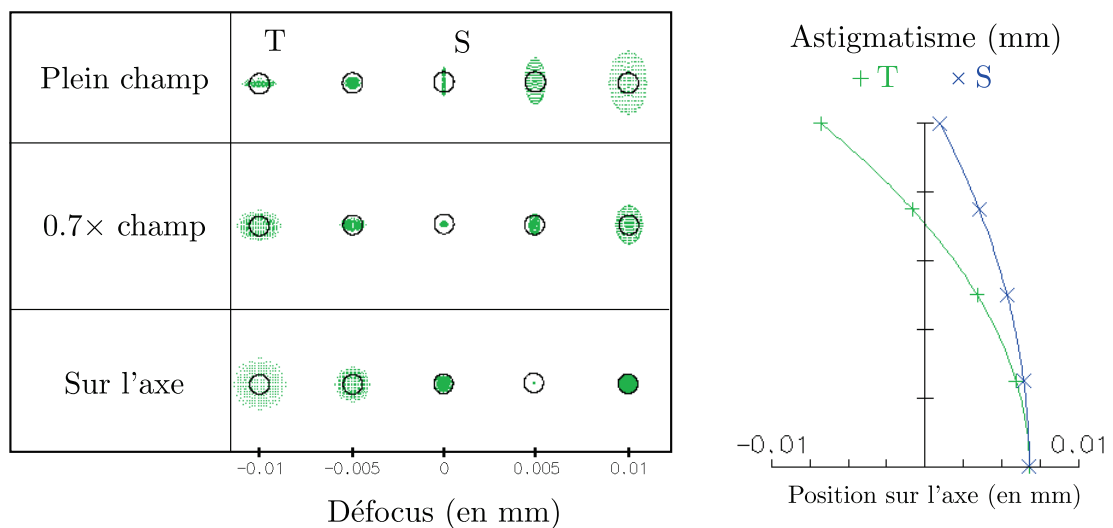 T S
Plein champ
0.7× champ
Sur l'axe
-0.01 -0.005 0 0.005 0.01
Défocus (en mm)
Astigmatisme (mm)
+ T × S
-0.01 0.01
Position sur l'axe (en mm)